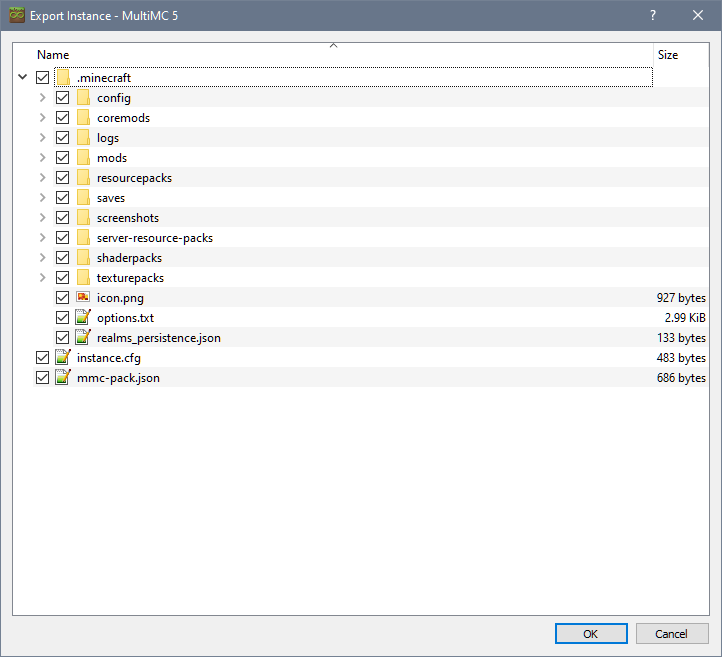 Export Instance - MultiMC 5
Name Size
.minecraft
config
coremods
logs
mods
resourcepacks
saves
screenshots
server-resource-packs
shaderpacks
texturepacks
icon.png 927 bytes
options.txt 2.99 KiB
realms_persistence.json 133 bytes
instance.cfg 483 bytes
mmc-pack.json 686 bytes
OK Cancel